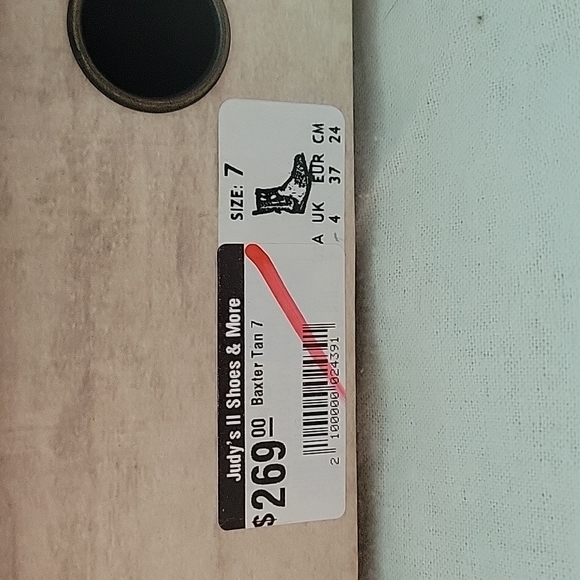 SIZE: 7
A UK EUR CM
4 37 24
Judy's II Shoes & More
$269.00 Baxter Tan 7
2 100000 024391